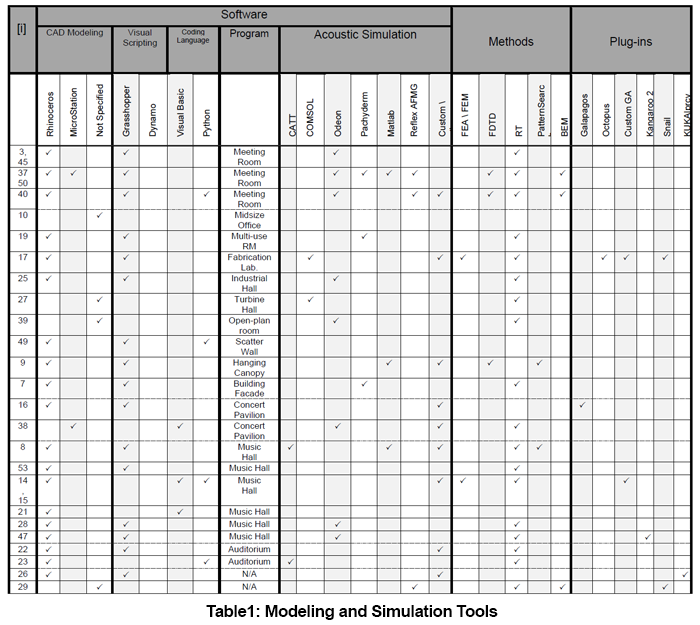 Software
[i] CAD Modeling Visual Scripting Coding Language Program Acoustic Simulation Methods Plug-ins
Rhinoceros MicroStation Not Specified Grasshopper Dynamo Visual Basic Python CATT COMSOL Odeon Pachyderm Matlab Reflex AFMG Custom \ FEA \ FEM FDTD RT PatternSearc BEM Galapagos Octopus Custom GA Kangaroo 2 Snail KUKA|prcv
3, 45 ✓ ✓ Meeting Room ✓ ✓
37 50 ✓ ✓ ✓ Meeting Room ✓ ✓ ✓ ✓ ✓ ✓ ✓
40 ✓ ✓ ✓ Meeting Room ✓ ✓ ✓ ✓ ✓ ✓
10 ✓ Midsize Office
19 ✓ ✓ Multi-use RM ✓ ✓
17 ✓ ✓ Fabrication Lab. ✓ ✓ ✓ ✓ ✓ ✓ ✓
25 ✓ ✓ Industrial Hall ✓ ✓
27 ✓ Turbine Hall ✓ ✓
39 ✓ Open-plan room ✓ ✓
49 ✓ ✓ ✓ Scatter Wall ✓
9 ✓ ✓ Hanging Canopy ✓ ✓ ✓ ✓
7 ✓ ✓ Building Facade ✓ ✓
16 ✓ ✓ Concert Pavilion ✓ ✓
38 ✓ ✓ Concert Pavilion ✓ ✓ ✓
8 ✓ ✓ Music Hall ✓ ✓ ✓ ✓ ✓
53 ✓ ✓ Music Hall ✓
14 , 15 ✓ ✓ ✓ Music Hall ✓ ✓ ✓ ✓
21 ✓ ✓ Music Hall
28 ✓ ✓ Music Hall ✓ ✓
47 ✓ ✓ Music Hall ✓ ✓ ✓
22 ✓ ✓ Auditorium ✓ ✓
23 ✓ ✓ Auditorium ✓ ✓
26 ✓ ✓ N/A ✓ ✓
29 ✓ N/A ✓ ✓ ✓ ✓
Table1: Modeling and Simulation Tools